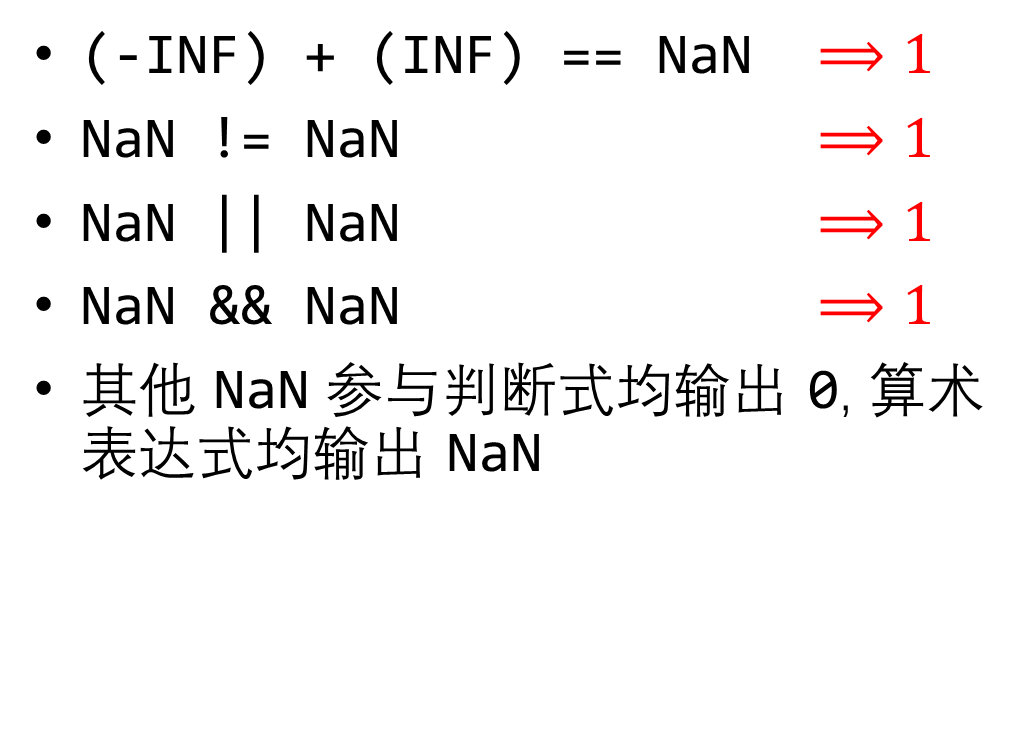 • (-INF) + (INF) == NaN ⟹ 1
• NaN != NaN ⟹ 1
• NaN || NaN ⟹ 1
• NaN && NaN ⟹ 1
• 其他 NaN 参与判断式均输出 0, 算术
表达式均输出 NaN